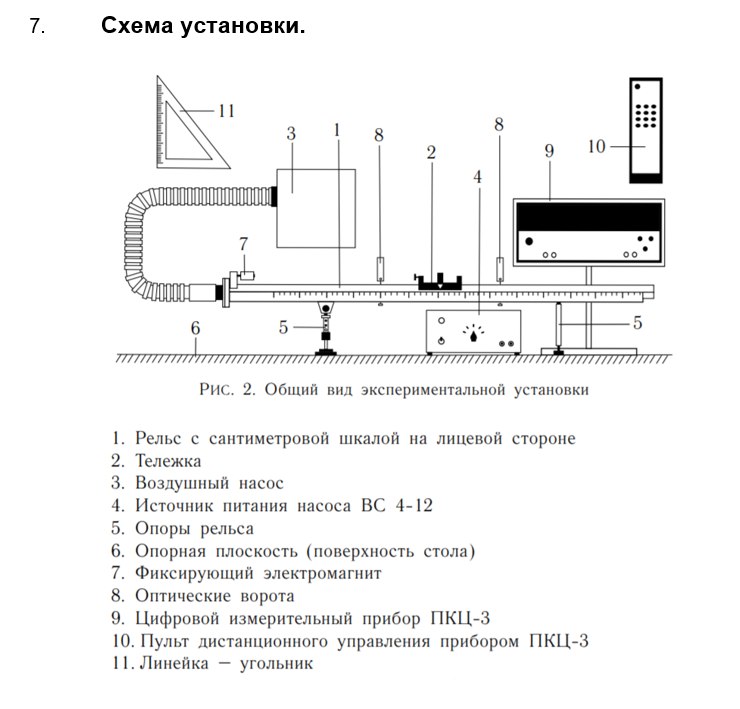 7. Схема установки.
11
3
1
8
2
8
4
9
10
7
5
5
6
Рис. 2. Общий вид экспериментальной установки
1. Рельс с сантиметровой шкалой на лицевой стороне
2. Тележка
3. Воздушный насос
4. Источник питания насоса ВС 4-12
5. Опоры рельса
6. Опорная плоскость (поверхность стола)
7. Фиксирующий электромагнит
8. Оптические ворота
9. Цифровой измерительный прибор ПКЦ-3
10. Пульт дистанционного управления прибором ПКЦ-3
11. Линейка – угольник